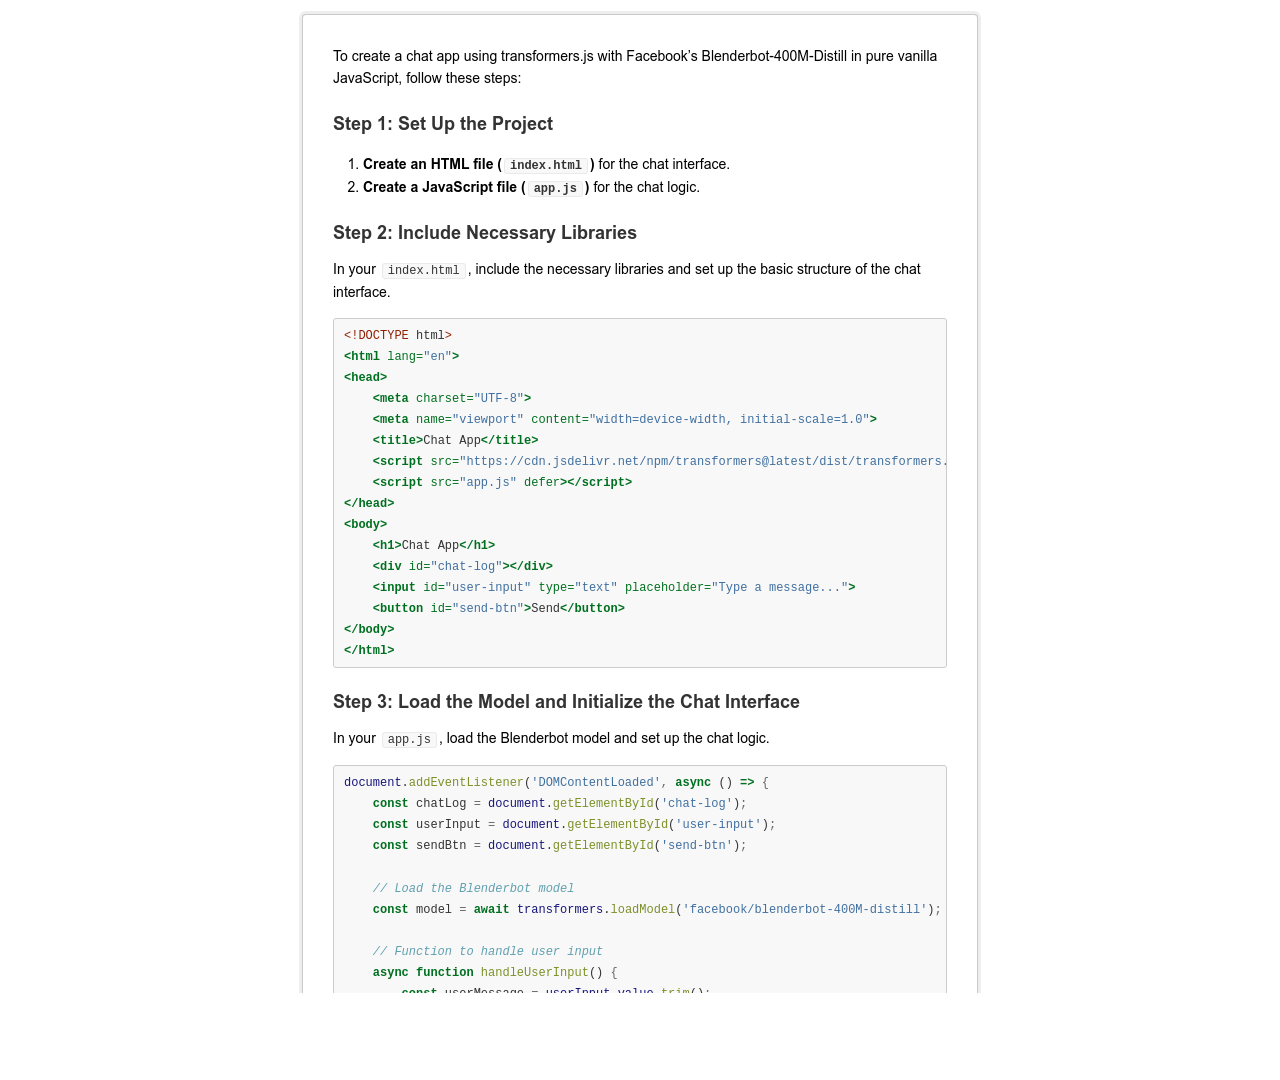 To create a chat app using transformers.js with Facebook’s Blenderbot-400M-Distill in pure vanilla
JavaScript, follow these steps:
Step 1: Set Up the Project
1. Create an HTML file ( index.html ) for the chat interface.
2. Create a JavaScript file ( app.js ) for the chat logic.
Step 2: Include Necessary Libraries
In your index.html , include the necessary libraries and set up the basic structure of the chat
interface.
<!DOCTYPE html>
<html lang="en">
<head>
    <meta charset="UTF-8">
    <meta name="viewport" content="width=device-width, initial-scale=1.0">
    <title>Chat App</title>
    <script src="https://cdn.jsdelivr.net/npm/transformers@latest/dist/transformers.
    <script src="app.js" defer></script>
</head>
<body>
    <h1>Chat App</h1>
    <div id="chat-log"></div>
    <input id="user-input" type="text" placeholder="Type a message...">
    <button id="send-btn">Send</button>
</body>
</html>
Step 3: Load the Model and Initialize the Chat Interface
In your app.js , load the Blenderbot model and set up the chat logic.
document.addEventListener('DOMContentLoaded', async () => {
    const chatLog = document.getElementById('chat-log');
    const userInput = document.getElementById('user-input');
    const sendBtn = document.getElementById('send-btn');
    // Load the Blenderbot model
    const model = await transformers.loadModel('facebook/blenderbot-400M-distill');
    // Function to handle user input
    async function handleUserInput() {
        const userMessage = userInput.value.trim();